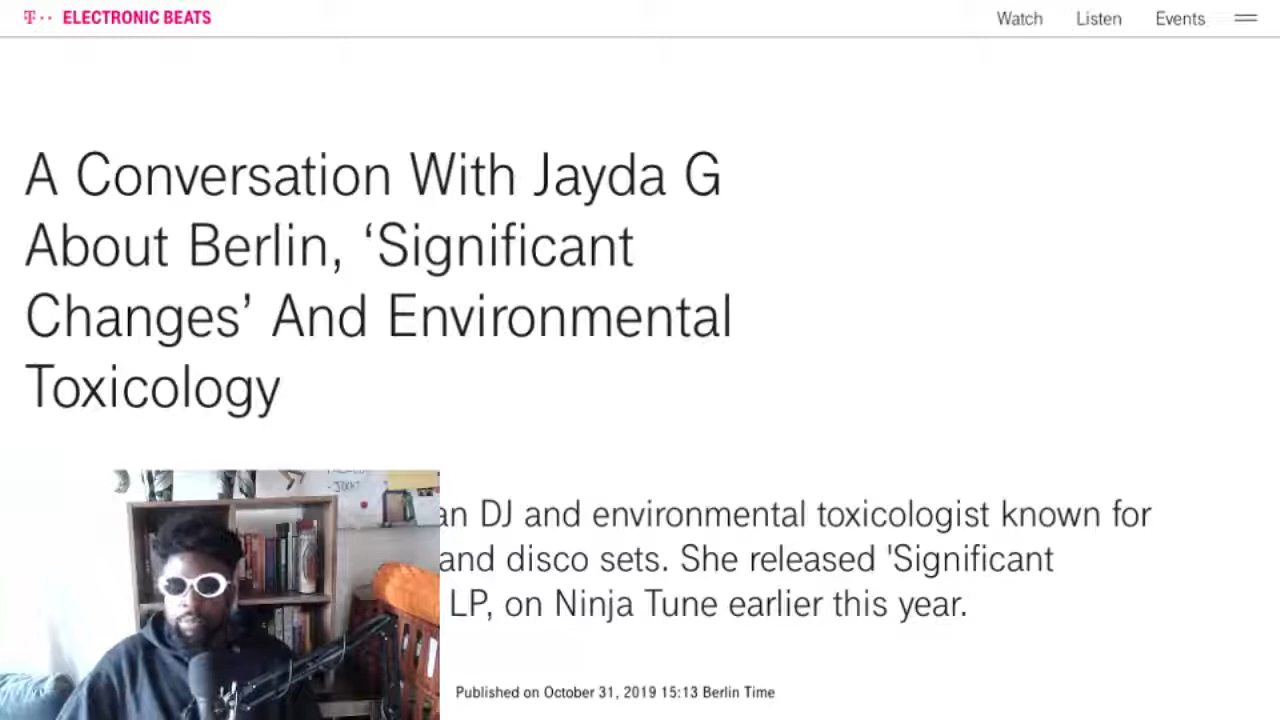 T ELECTRONIC BEATS
Watch Listen Events
A Conversation With Jayda G
About Berlin, ‘Significant
Changes’ And Environmental
Toxicology
an DJ and environmental toxicologist known for
and disco sets. She released 'Significant
LP, on Ninja Tune earlier this year.
Published on October 31, 2019 15:13 Berlin Time